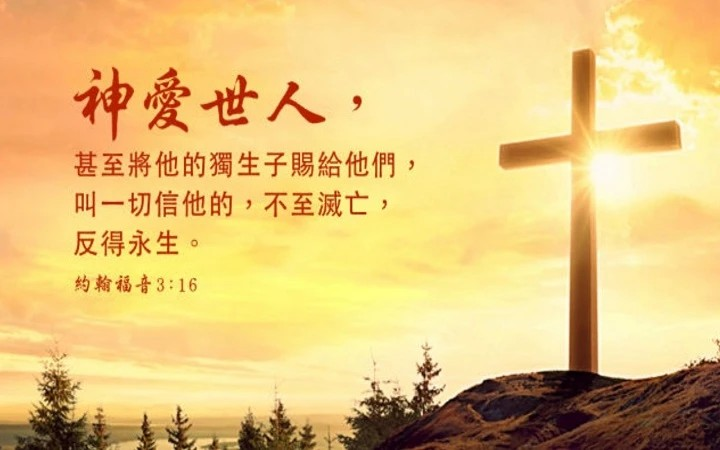 神愛世人，
甚至將他的獨生子賜給他們，
叫一切信他的，不至滅亡，
反得永生。
約翰福音3:16